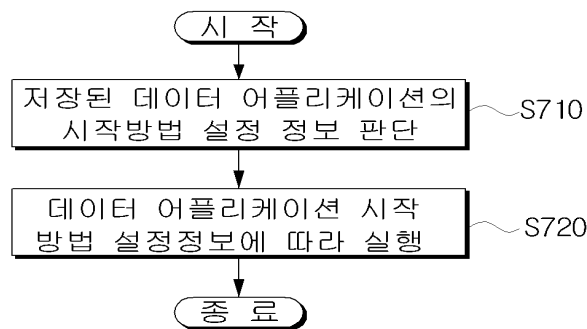 시 작
저장된 데이터 어플리케이션의
시작방법 설정 정보 판단
S710
데이터 어플리케이션 시작
방법 설정정보에 따라 실행
S720
종 료